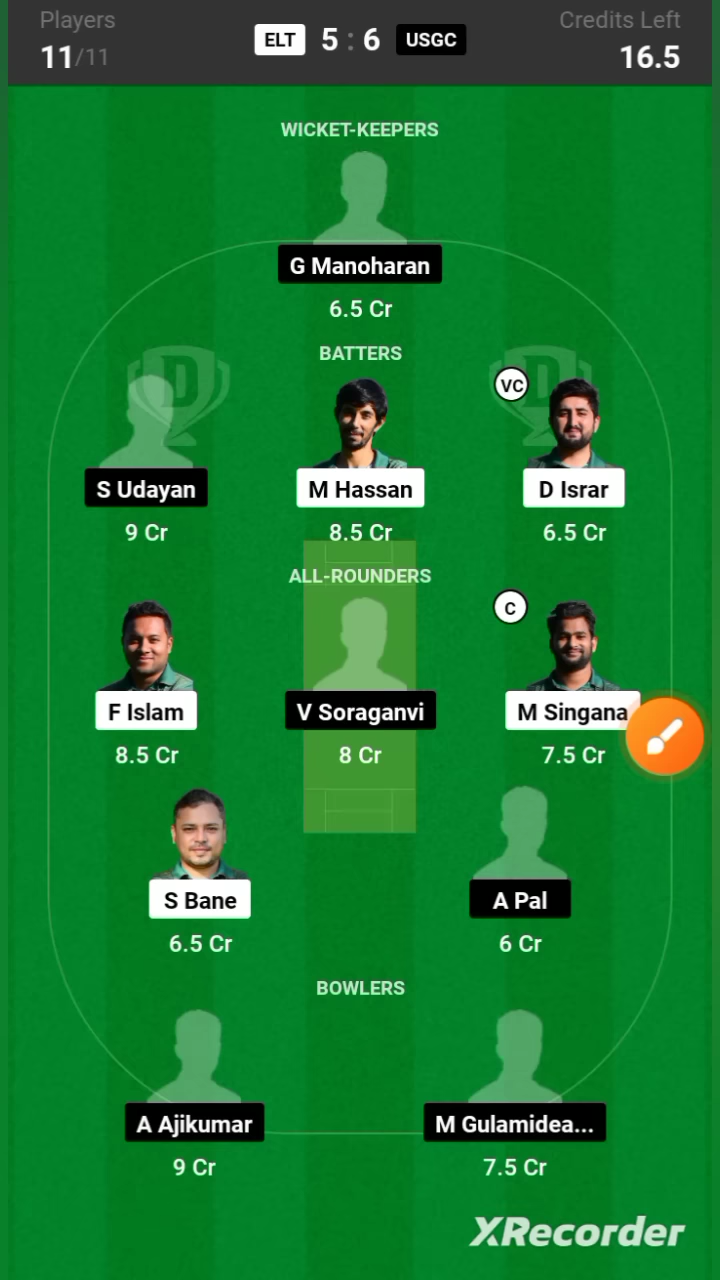 Players
Credits Left
11/11
ELT 5 : 6 USGC
16.5
WICKET-KEEPERS
G Manoharan
6.5 Cr
BATTERS
D
D
VC
S Udayan
M Hassan
D Israr
9 Cr
8.5 Cr
6.5 Cr
ALL-ROUNDERS
C
F Islam
V Soraganvi
M Singana
8.5 Cr
8 Cr
7.5 Cr
S Bane
A Pal
6.5 Cr
6 Cr
BOWLERS
A Ajikumar
M Gulamidea...
9 Cr
7.5 Cr
XRecorder